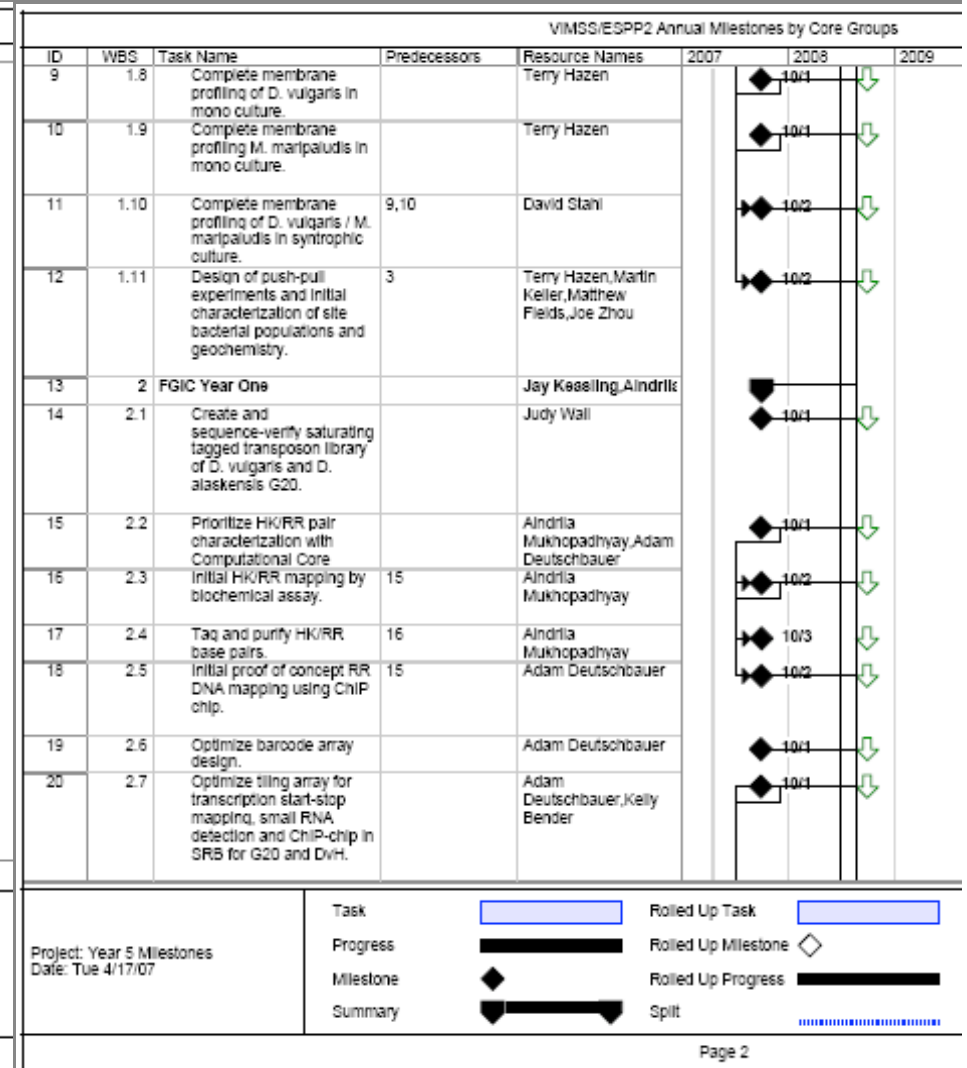 VIMSS/ESPP2 Annual Milestones by Core Groups
ID WBS Task Name Predecessors Resource Names 2007 2008 2009
9 1.8 Complete membrane Terry Hazen 10/1
profiling of D. vulgaris in
mono culture.
10 1.9 Complete membrane Terry Hazen 10/1
profiling M. maripaludis in
mono culture.
11 1.10 Complete membrane 9,10 David Stahl 10/2
profiling of D. vulgaris / M.
maripaludis in syntrophic
culture.
12 1.11 Design of push-pull 3 Terry Hazen,Martin 10/2
experiments and initial Keller,Matthew
characterization of site Fields,Joe Zhou
bacterial populations and
geochemistry.
13 2 FGIC Year One Jay Keasling,Aindrila
14 2.1 Create and Judy Wall 10/1
sequence-verify saturating
tagged transposon library
of D. vulgaris and D.
alaskensis G20.
15 2.2 Prioritize HK/RR pair Aindrila 10/1
characterization with Mukhopadhyay,Adam
Computational Core Deutschbauer
16 2.3 Initial HK/RR mapping by 15 Aindrila 10/2
biochemical assay. Mukhopadhyay
17 2.4 Tag and purify HK/RR 16 Aindrila 10/3
base pairs. Mukhopadhyay
18 2.5 Initial proof of concept RR 15 Adam Deutschbauer 10/2
DNA mapping using ChIP
chip.
19 2.6 Optimize barcode array Adam Deutschbauer 10/1
design.
20 2.7 Optimize tiling array for Adam 10/1
transcription start-stop Deutschbauer,Kelly
mapping, small RNA Bender
detection and ChIP-chip in
SRB for G20 and DvH.
Project: Year 5 Milestones
Date: Tue 4/17/07
Task Rolled Up Task
Progress Rolled Up Milestone
Milestone Rolled Up Progress
Summary Split
Page 2